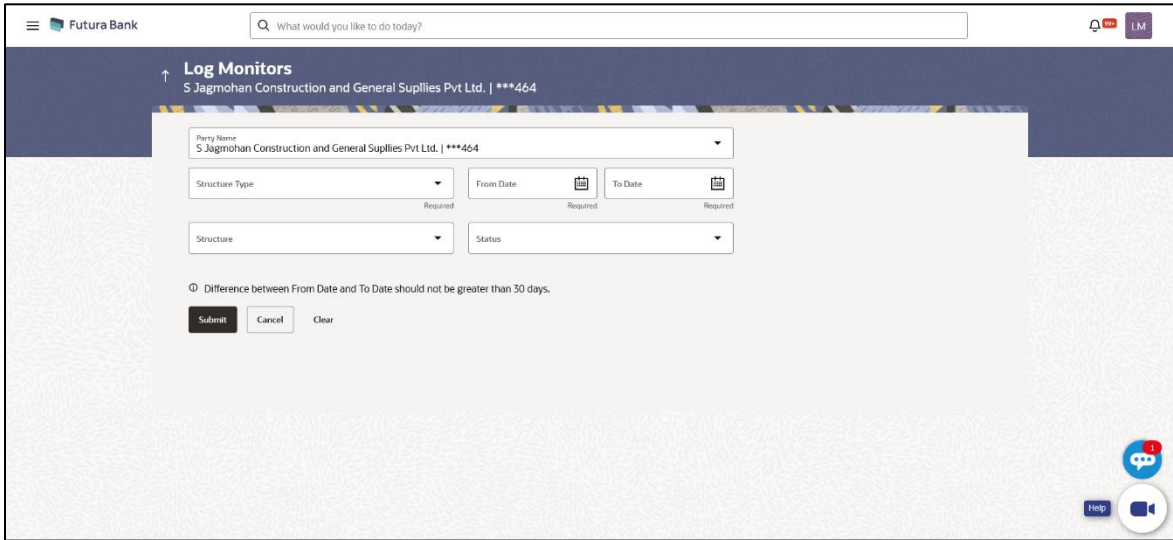 Futura Bank
What would you like to do today?
99+
LM
Log Monitors
S Jagmohan Construction and General Supllies Pvt Ltd. | ***464
Party Name
S Jagmohan Construction and General Supllies Pvt Ltd. | ***464
Structure Type
From Date
To Date
Required
Required
Required
Structure
Status
Difference between From Date and To Date should not be greater than 30 days.
Submit
Cancel
Clear
1
Help